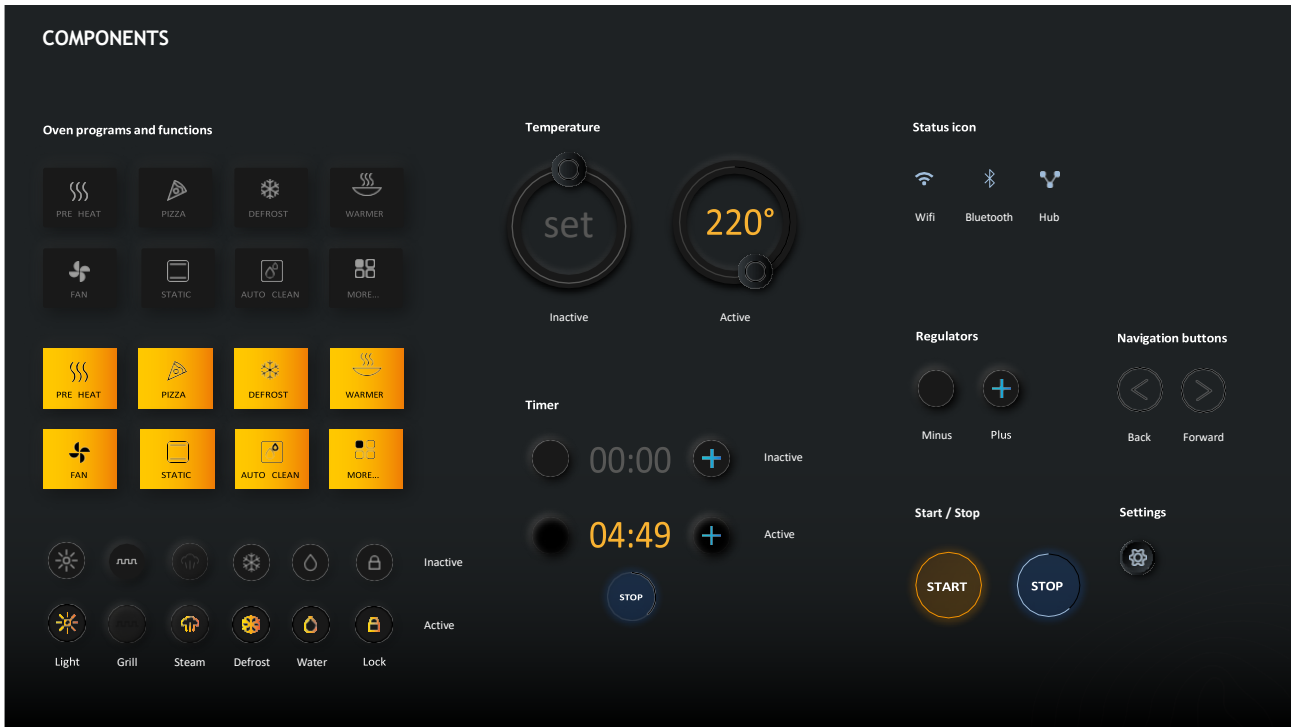 COMPONENTS
Oven programs and functions
PRE HEAT
PIZZA
DEFROST
WARMER
FAN
STATIC
AUTO CLEAN
MORE...
PRE HEAT
PIZZA
DEFROST
WARMER
FAN
STATIC
AUTO CLEAN
MORE...
Inactive
Active
Light
Grill
Steam
Defrost
Water
Lock
Temperature
set
220°
Inactive
Active
Timer
00:00
Inactive
04:49
Active
STOP
Status icon
Wifi
Bluetooth
Hub
Regulators
Minus
Plus
Navigation buttons
Back
Forward
Start / Stop
START
STOP
Settings